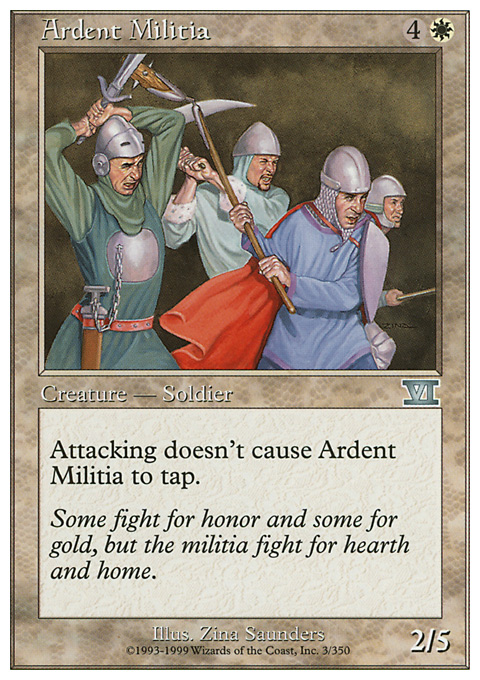 Ardent Militia 4
ZINA
Creature — Soldier VI
Attacking doesn't cause Ardent
Militia to tap.
Some fight for honor and some for
gold, but the militia fight for hearth
and home.
Illus. Zina Saunders
2/5
©1993-1999 Wizards of the Coast, Inc. 3/350